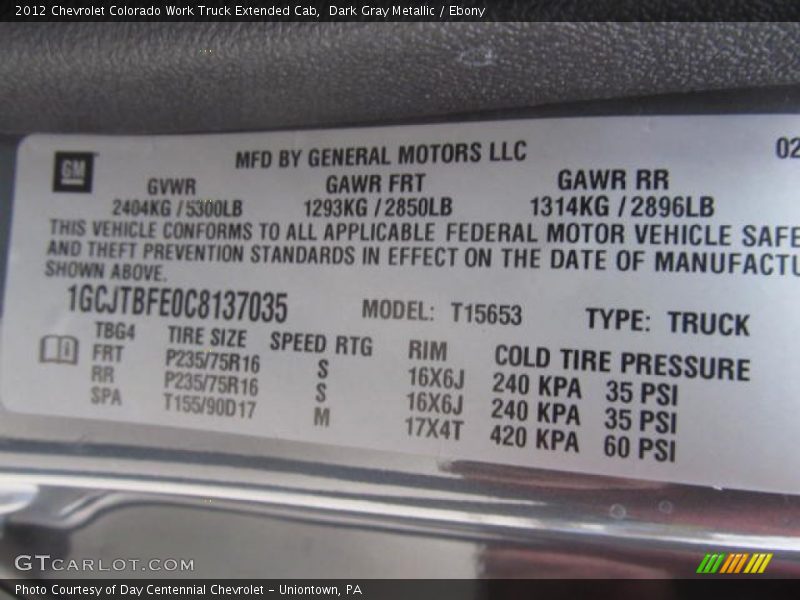 2012 Chevrolet Colorado Work Truck Extended Cab,  Dark Gray Metallic / Ebony
GM
MFD BY GENERAL MOTORS LLC
02
GVWR GAWR FRT GAWR RR
2404KG / 5300LB 1293KG / 2850LB 1314KG / 2896LB
THIS VEHICLE CONFORMS TO ALL APPLICABLE FEDERAL MOTOR VEHICLE SAFE
AND THEFT PREVENTION STANDARDS IN EFFECT ON THE DATE OF MANUFACTU
SHOWN ABOVE.
1GCJTBFE0C8137035 MODEL: T15653 TYPE: TRUCK
TBG4 TIRE SIZE SPEED RTG RIM COLD TIRE PRESSURE
FRT P235/75R16 S 16X6J 240 KPA 35 PSI
RR P235/75R16 S 16X6J 240 KPA 35 PSI
SPA T155/90D17 M 17X4T 420 KPA 60 PSI
GTCARLOT.COM
Photo Courtesy of Day Centennial Chevrolet - Uniontown, PA